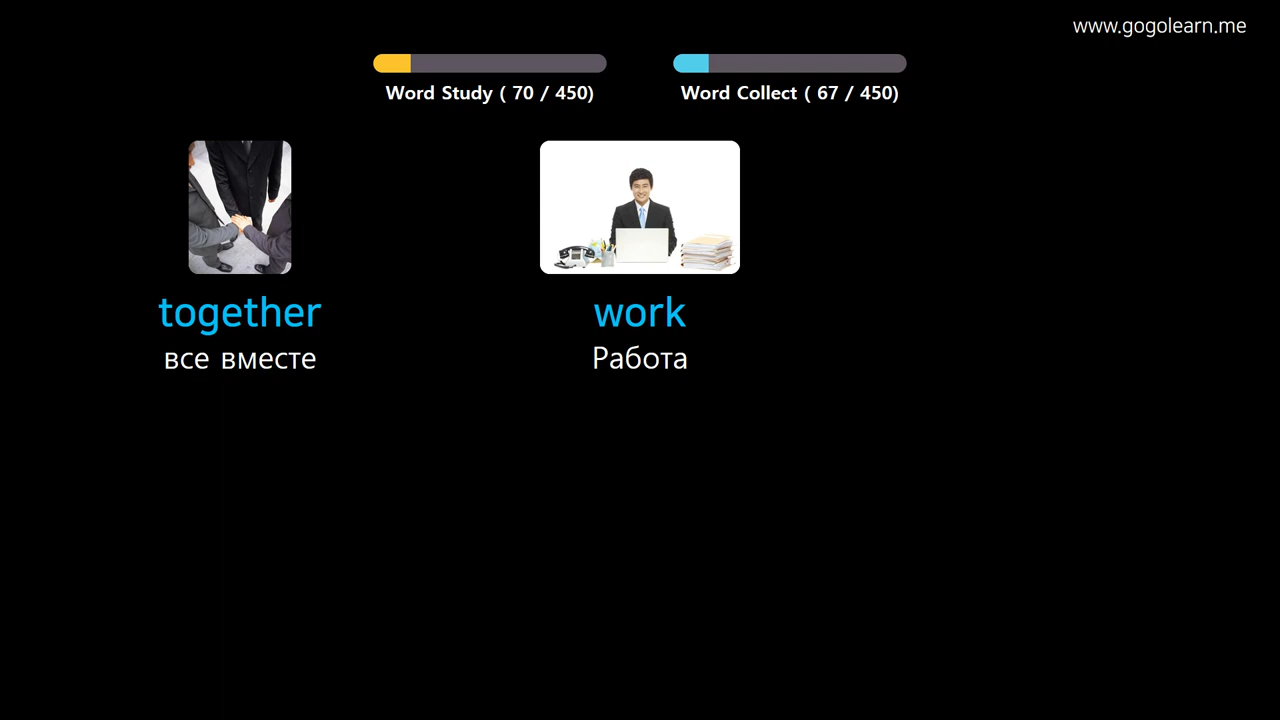 www.gogolearn.me
Word Study ( 70 / 450)
Word Collect ( 67 / 450)
together
work
все вместе
Работа